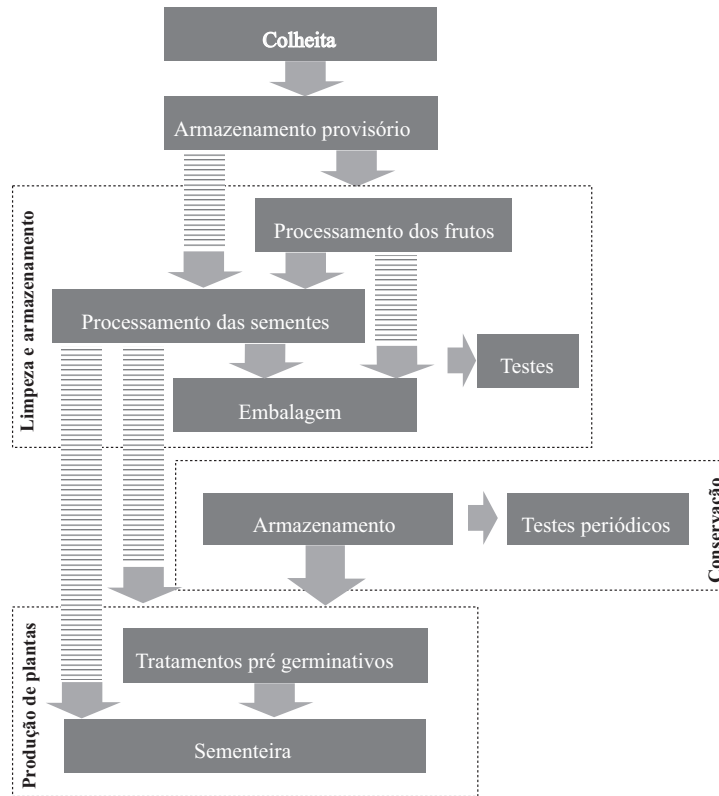 Colheita
Armazenamento provisório
Limpeza e armazenamento
Processamento dos frutos
Processamento das sementes
Testes
Embalagem
Conservação
Armazenamento
Testes periódicos
Produção de plantas
Tratamentos pré germinativos
Sementeira